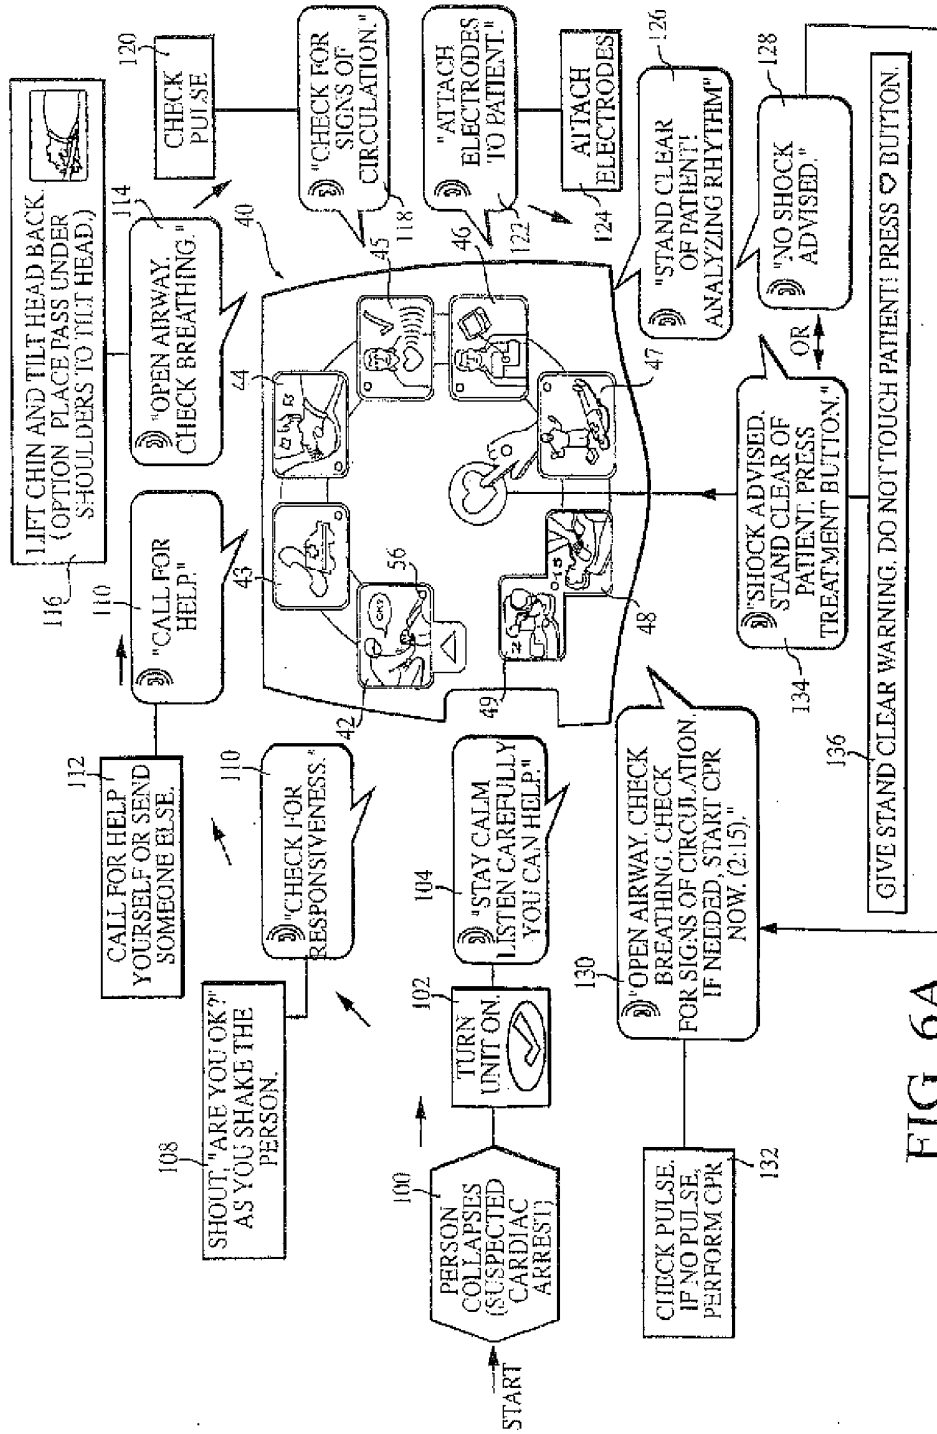 START
100
PERSON
COLLAPSES
(SUSPECTED
CARDIAC
ARREST)
102
TURN
UNIT ON.
104
"STAY CALM
LISTEN CAREFULLY
YOU CAN HELP."
108
SHOUT, "ARE YOU OK?"
AS YOU SHAKE THE
PERSON.
110
"CHECK FOR
RESPONSIVENESS."
112
CALL FOR HELP
YOURSELF OR SEND
SOMEONE ELSE.
110
"CALL FOR
HELP."
116
LIFT CHIN AND TILT HEAD BACK.
(OPTION PLACE PASS UNDER
SHOULDERS TO TILT HEAD)
114
"OPEN AIRWAY.
CHECK BREATHING."
120
CHECK
PULSE
118
"CHECK FOR
SIGNS OF
CIRCULATION."
122
"ATTACH
ELECTRODES
TO PATIENT."
124
ATTACH
ELECTRODES
126
"STAND CLEAR
OF PATIENT!
ANALYZING RHYTHM"
128
"NO SHOCK
ADVISED."
OR
134
"SHOCK ADVISED.
STAND CLEAR OF
PATIENT. PRESS
TREATMENT BUTTON."
136
GIVE STAND CLEAR WARNING. DO NOT TOUCH PATIENT! PRESS ♡ BUTTON.
130
"OPEN AIRWAY. CHECK
BREATHING. CHECK
FOR SIGNS OF CIRCULATION.
IF NEEDED, START CPR
NOW. (2:15)."
132
CHECK PULSE.
IF NO PULSE,
PERFORM CPR
40
42
OK?
56
43
44
45
46
47
48
15
49
2
FIG. 6A